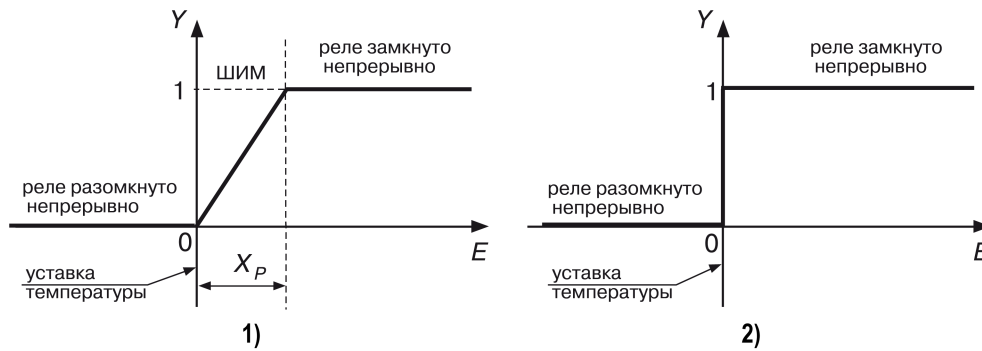 Y
реле замкнуто
непрерывно
ШИМ
1
реле разомкнуто
непрерывно
0
E
уставка
температуры
X P
1)
Y
реле замкнуто
непрерывно
1
реле разомкнуто
непрерывно
0
E
уставка
температуры
2)